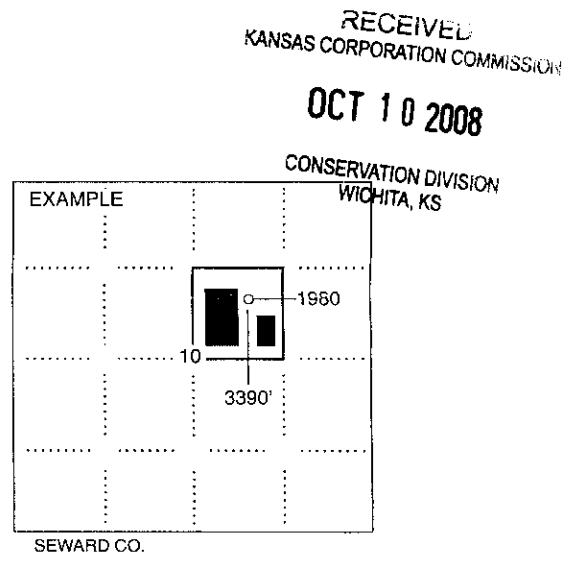 RECEIVED
KANSAS CORPORATION COMMISSION
OCT 10 2008
CONSERVATION DIVISION
WICHITA, KS
EXAMPLE
1980
10
3390'
SEWARD CO.